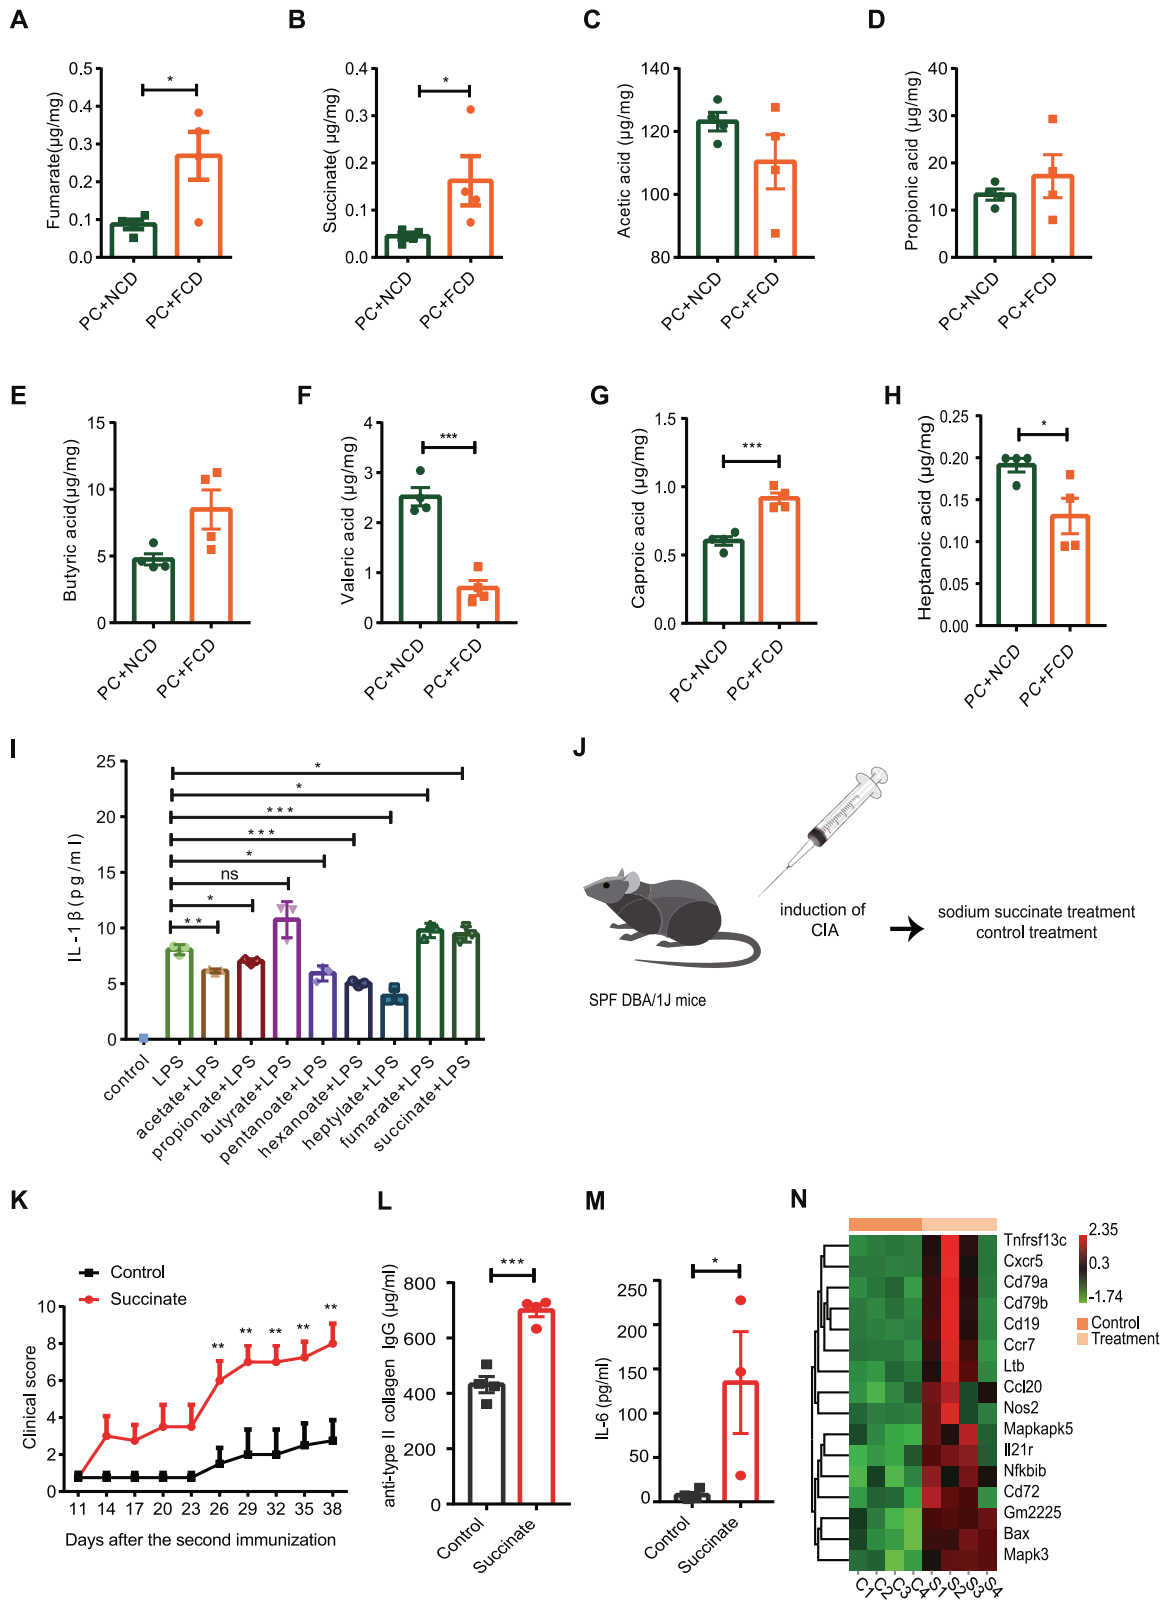 A
B
C
D
Fumarate(µg/mg)
0.5
0.4
0.3
0.2
0.1
0.0
*
PC+NCD
PC+FCD
Succinate( µg/mg)
0.4
0.3
0.2
0.1
0.0
*
PC+NCD
PC+FCD
Acetic acid (µg/mg)
140
120
100
80
PC+NCD
PC+FCD
Propionic acid (µg/mg)
40
30
20
10
0
PC+NCD
PC+FCD
E
F
G
H
Butyric acid(µg/mg)
15
10
5
0
PC+NCD
PC+FCD
Valeric acid (µg/mg)
4
3
2
1
0
***
PC+NCD
PC+FCD
Caproic acid (µg/mg)
1.5
1.0
0.5
0.0
***
PC+NCD
PC+FCD
Heptanoic acid (µg/mg)
0.25
0.20
0.15
0.10
0.05
0.00
*
PC+NCD
PC+FCD
I
IL-1β(pg/ml)
25
20
15
10
5
0
*
*
***
***
*
ns
*
**
control
LPS
acetate+LPS
propionate+LPS
butyrate+LPS
pentanoate+LPS
hexanoate+LPS
heptylate+LPS
fumarate+LPS
succinate+LPS
J
induction of
CIA
sodium succinate treatment
control treatment
SPF DBA/1J mice
K
Control
Succinate
Clinical score
10
8
6
4
2
0
** ** ** ** **
11 14 17 20 23 26 29 32 35 38
Days after the second immunization
L
anti-type II collagen IgG (µg/ml)
800
600
400
200
0
***
Control
Succinate
M
IL-6 (pg/ml)
250
200
150
100
50
0
*
Control
Succinate
N
Tnfrsf13c
Cxcr5
Cd79a
Cd79b
Cd19
Ccr7
Ltb
Ccl20
Nos2
Mapkapk5
Il21r
Nfkbib
Cd72
Gm2225
Bax
Mapk3
2.35
0.3
-1.74
Control
Treatment
C1 C2 C3 C4 S1 S2 S3 S4